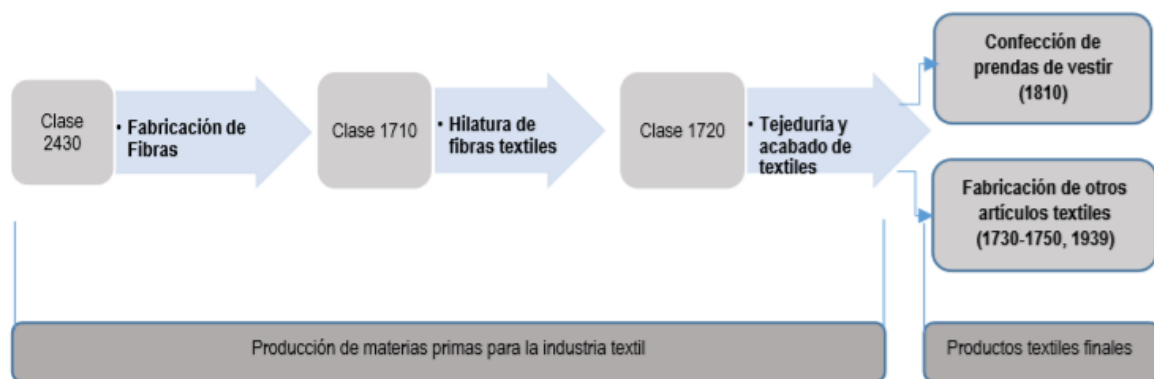 Clase
2430
• Fabricación de
Fibras
Clase 1710
• Hilatura de
fibras textiles
Clase 1720
• Tejeduría y
acabado de
textiles
Confección de
prendas de vestir
(1810)
Fabricación de otros
artículos textiles
(1730-1750, 1939)
Producción de materias primas para la industria textil
Productos textiles finales